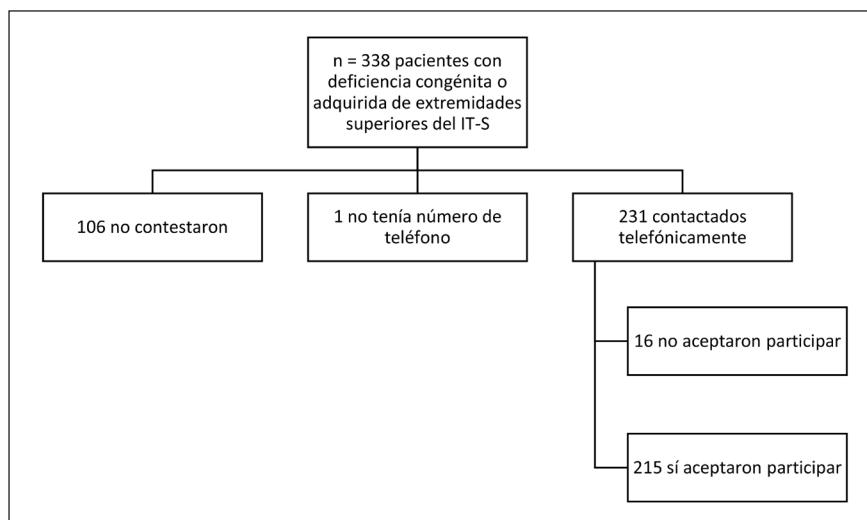 n = 338 pacientes con
deficiencia congénita o
adquirida de extremidades
superiores del IT-S
106 no contestaron
1 no tenía número de
teléfono
231 contactados
telefónicamente
16 no aceptaron participar
215 sí aceptaron participar